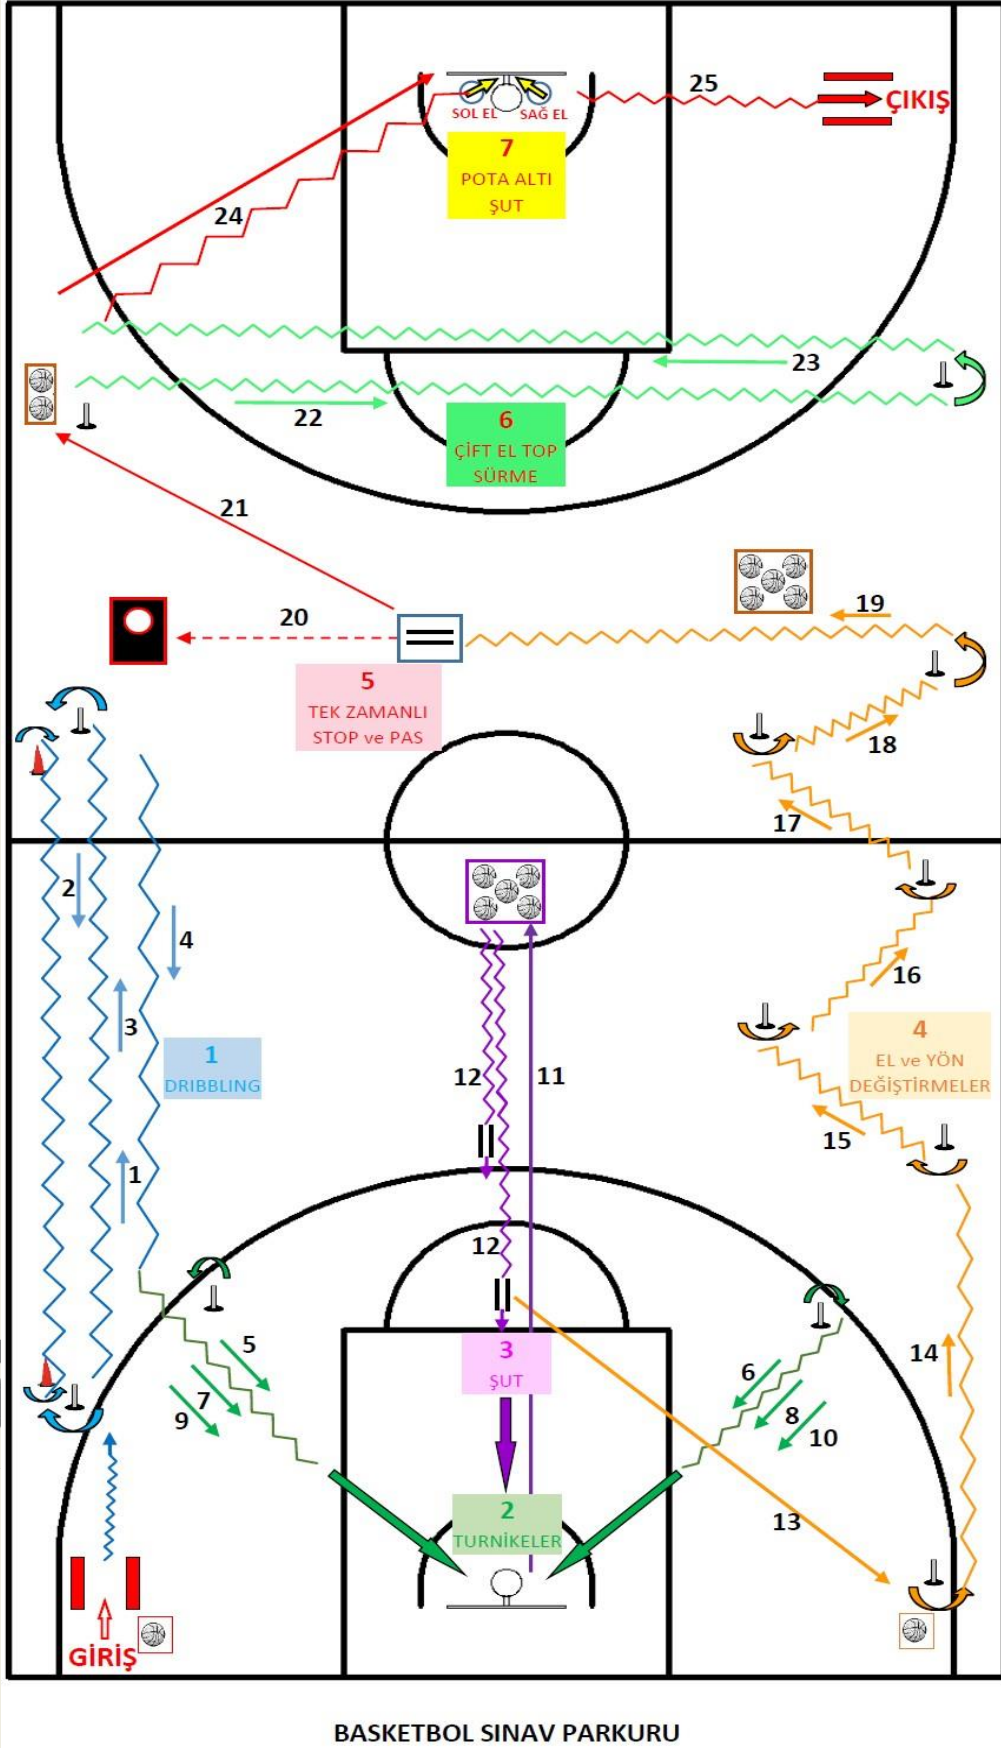 25
ÇIKIŞ
SOL EL
SAĞ EL
7
POTA ALTI
ŞUT
24
23
22
6
ÇİFT EL TOP
SÜRME
21
19
20
5
TEK ZAMANLI
STOP ve PAS
18
17
2
4
16
3
4
EL ve YÖN
DEĞİŞTİRMELER
1
DRIBBLING
12
11
15
1
12
5
3
ŞUT
14
6
7
9
8
10
2
TURNİKELER
13
GİRİŞ
BASKETBOL SINAV PARKURU